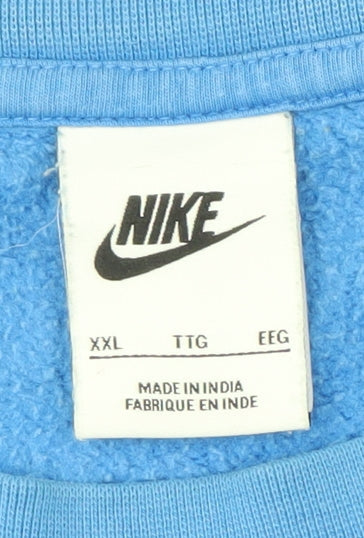 NIKE
XXL TTG EEG
MADE IN INDIA
FABRIQUE EN INDE